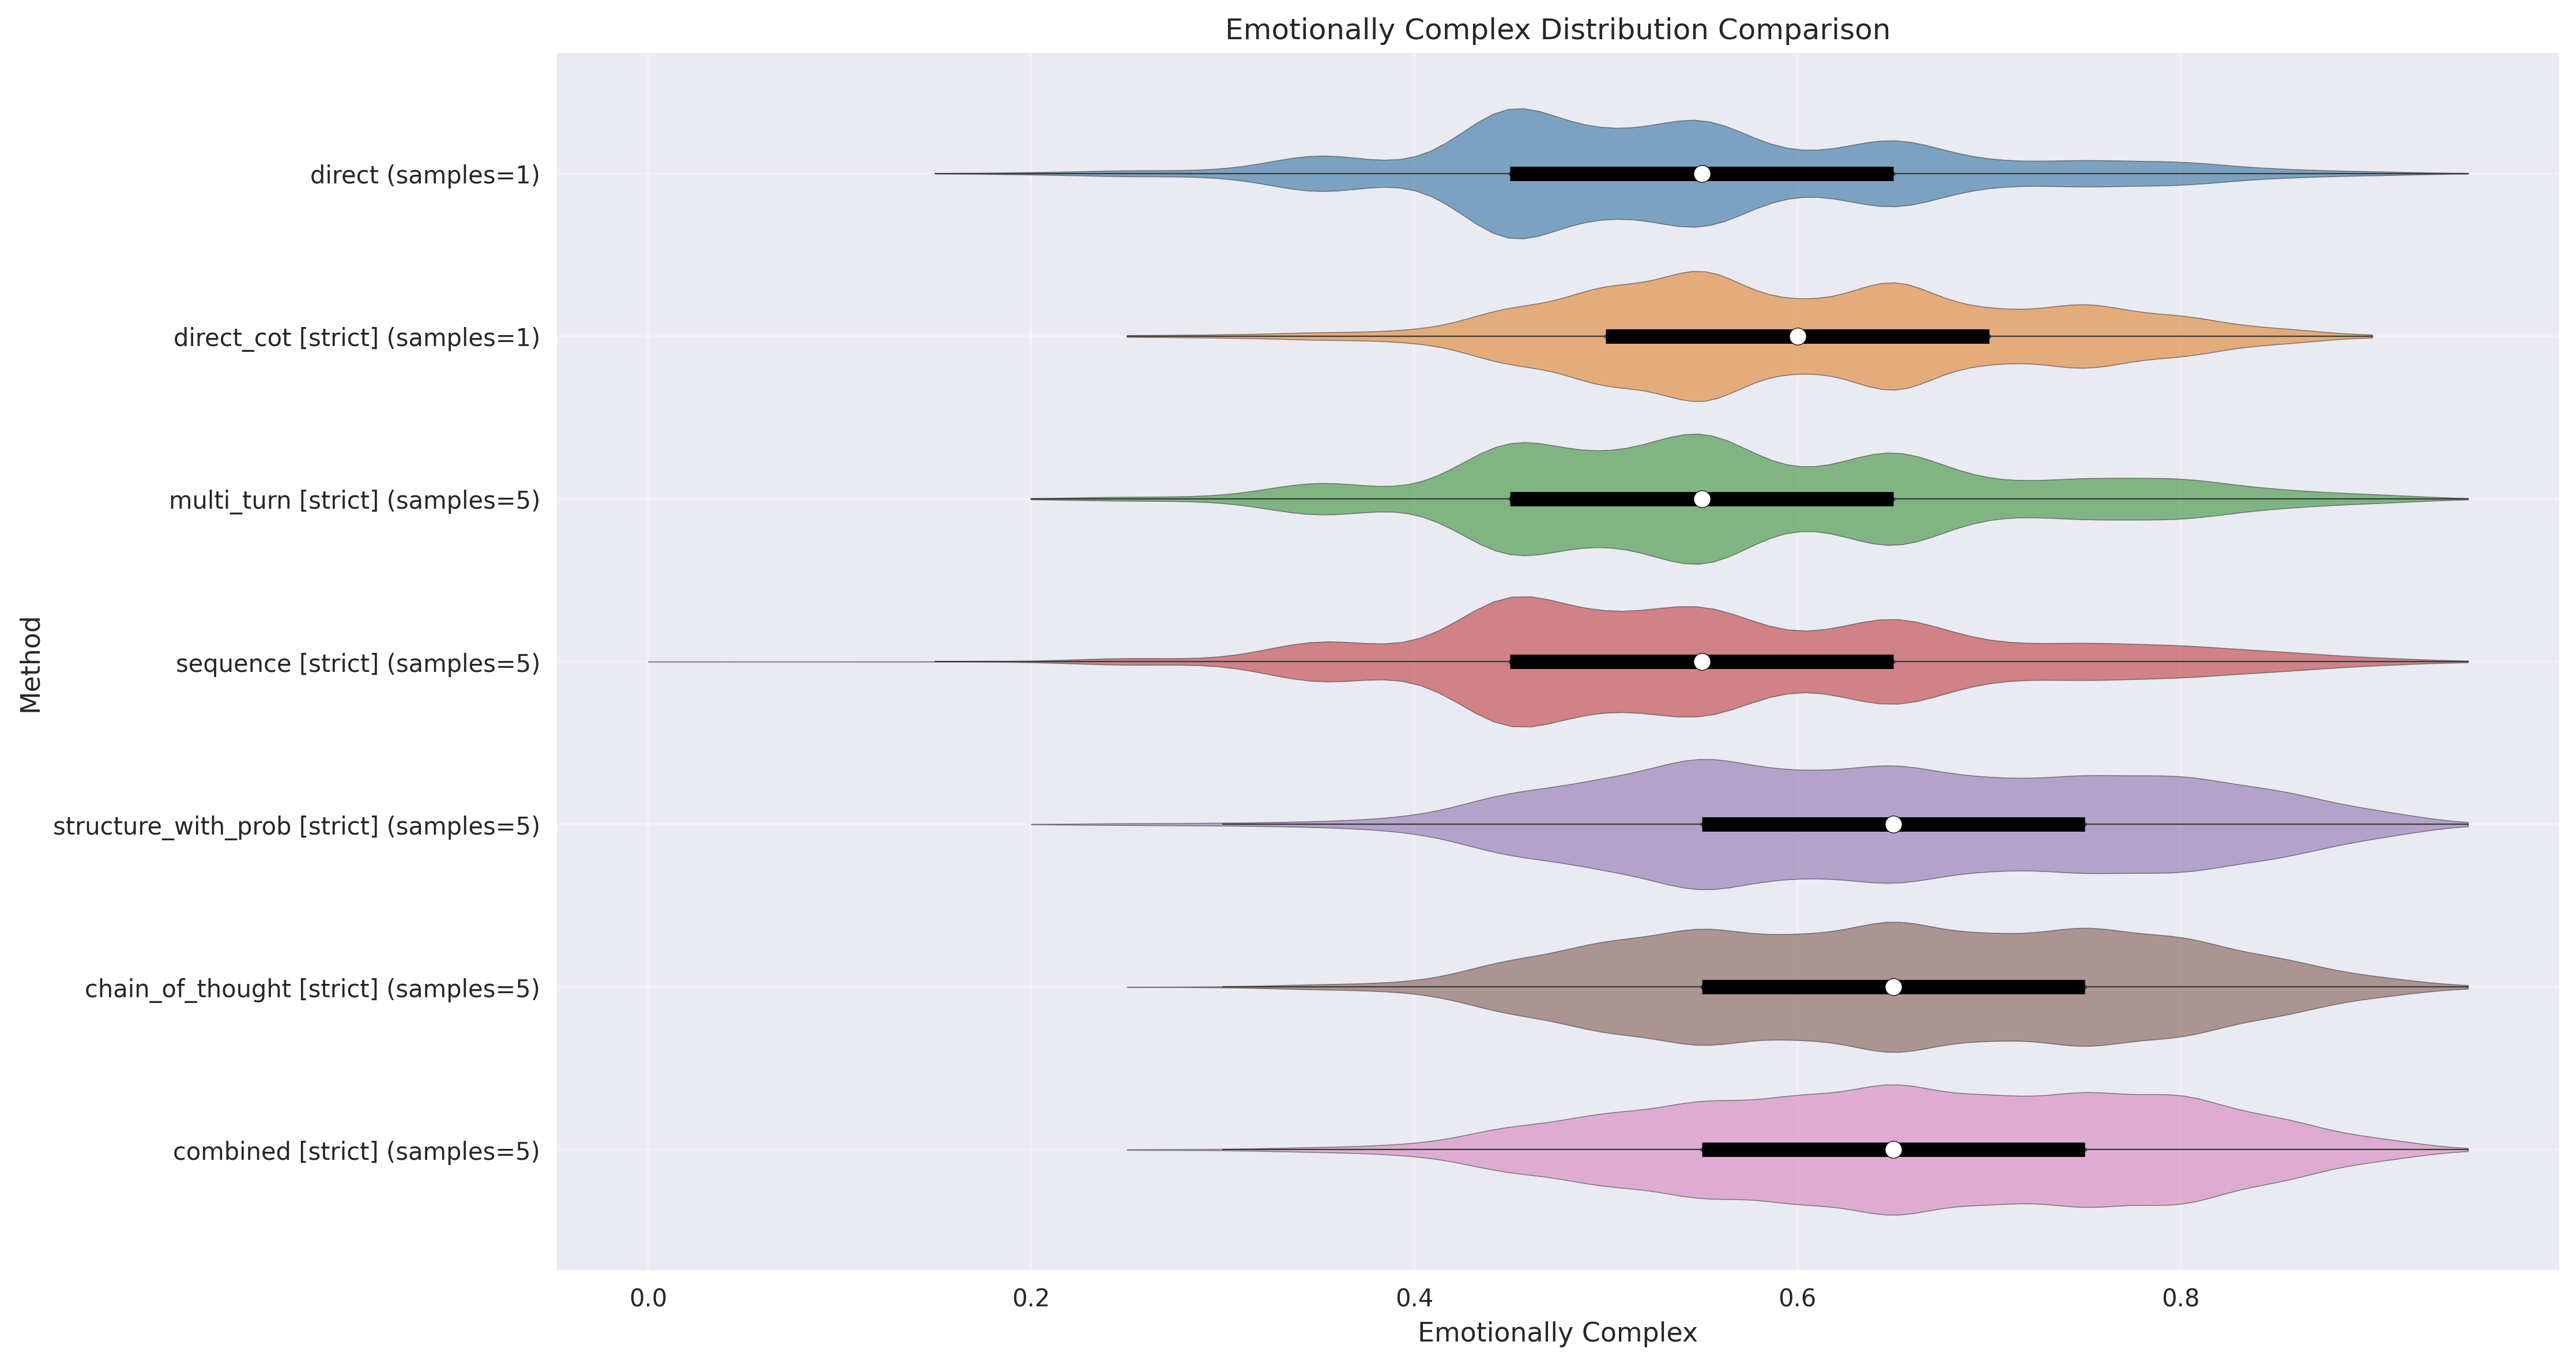 Emotionally Complex Distribution Comparison
Method
direct (samples=1)
direct_cot [strict] (samples=1)
multi_turn [strict] (samples=5)
sequence [strict] (samples=5)
structure_with_prob [strict] (samples=5)
chain_of_thought [strict] (samples=5)
combined [strict] (samples=5)
0.0 0.2 0.4 0.6 0.8
Emotionally Complex